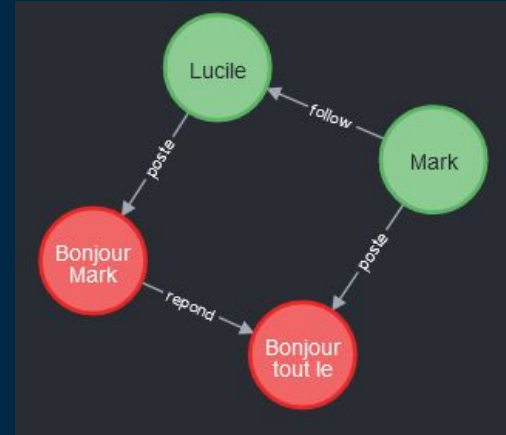 Lucile
follow
Mark
poste
poste
Bonjour
Mark
repond
Bonjour
tout le